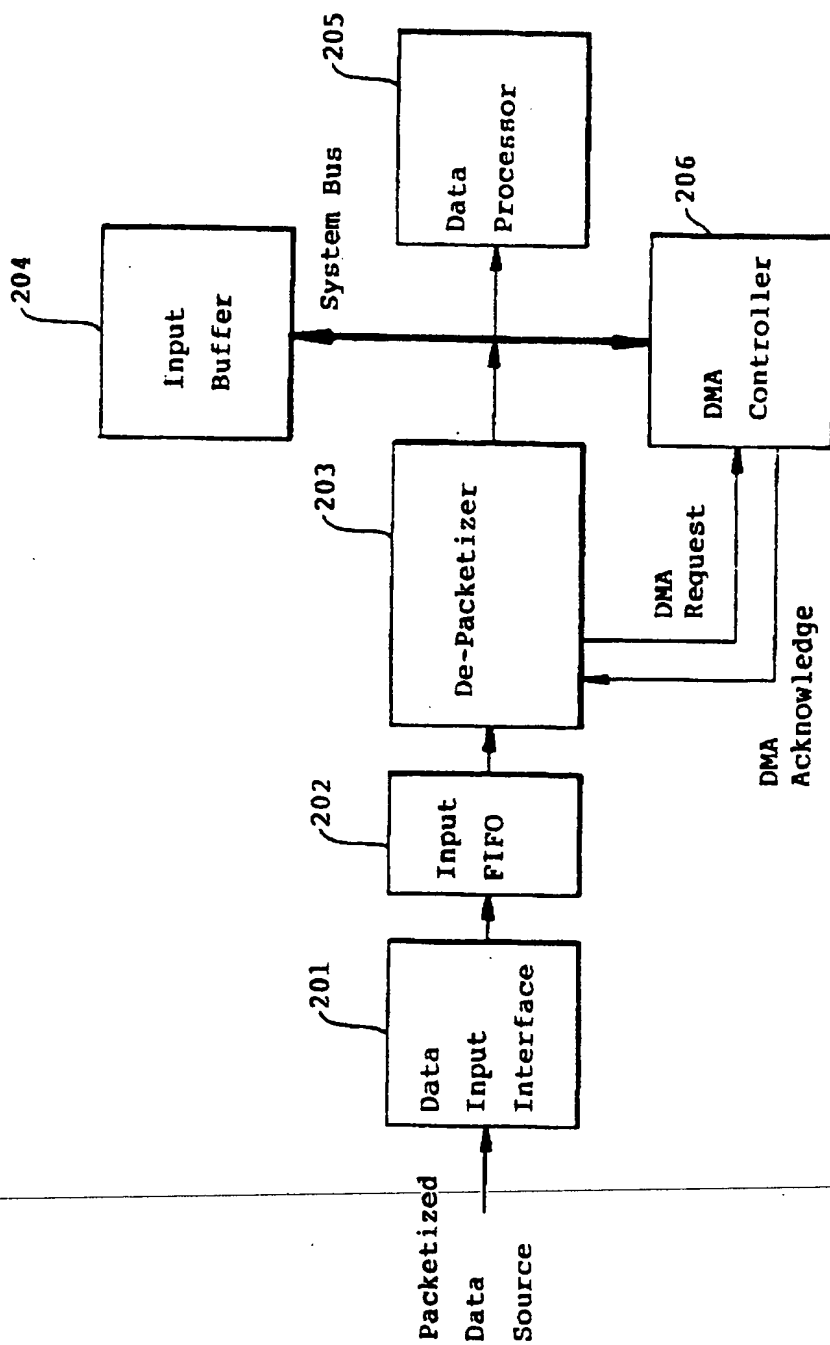 Packetized
Data
Source
201
Data
Input
Interface
202
Input
FIFO
203
De-Packetizer
DMA
Request
DMA
Acknowledge
204
Input
Buffer
System Bus
205
Data
Processor
206
DMA
Controller